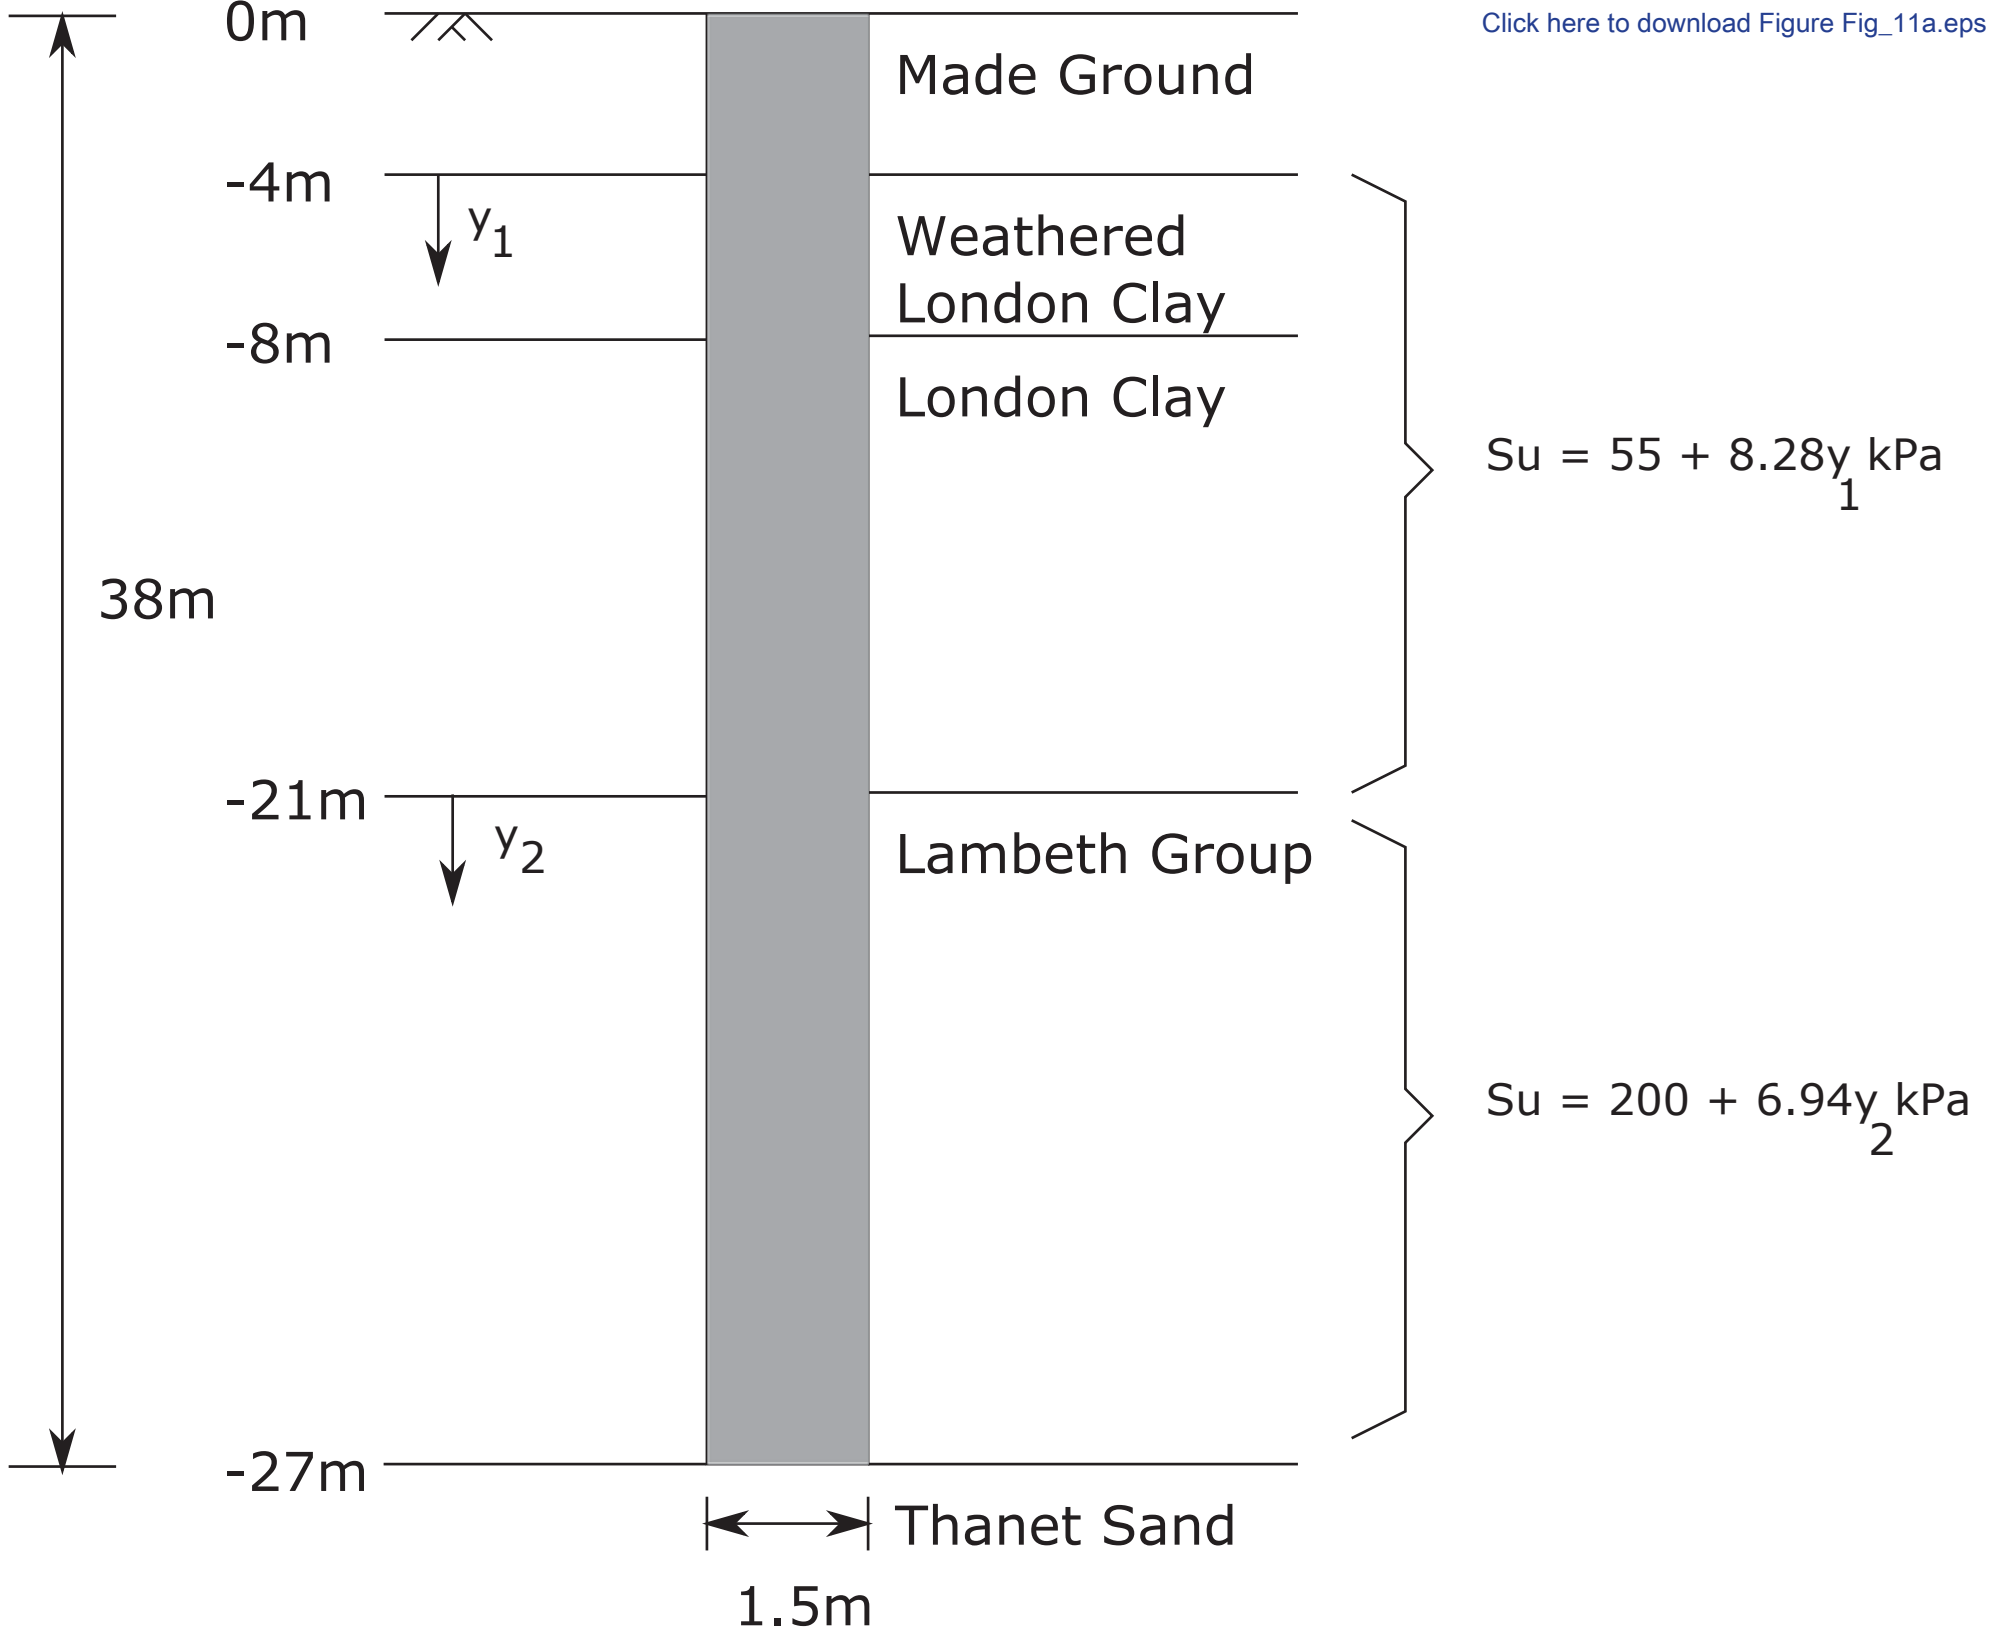 Click here to download Figure Fig_11a.eps
0m
Made Ground
-4m
y1
Weathered
London Clay
-8m
London Clay
Su = 55 + 8.28y1 kPa
38m
-21m
y2
Lambeth Group
Su = 200 + 6.94y2 kPa
-27m
Thanet Sand
1.5m